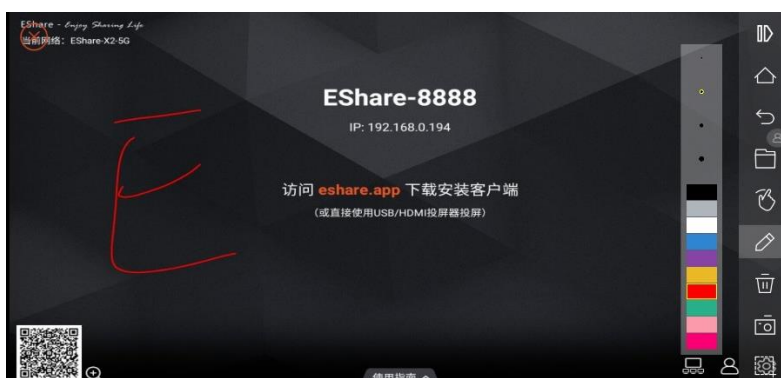 EShare - Enjoy Sharing Life
当前网络：EShare-X2-5G
EShare-8888
IP: 192.168.0.194
访问 eshare.app 下载安装客户端
（或直接使用USB/HDMI投屏器投屏）
E
使用指南